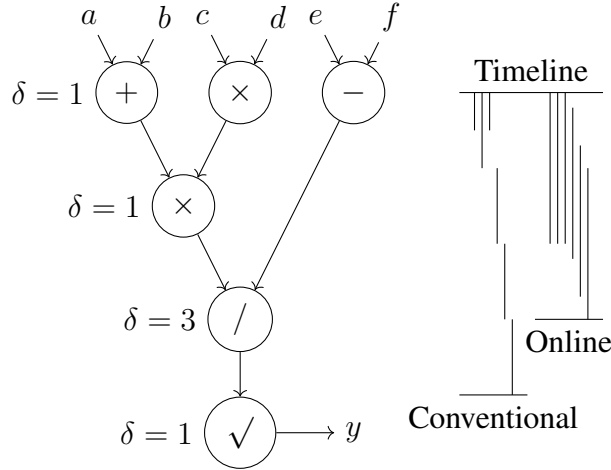 a b c d e f
Timeline
δ = 1 + × −
δ = 1 ×
δ = 3 /
Online
Conventional
δ = 1 √ y